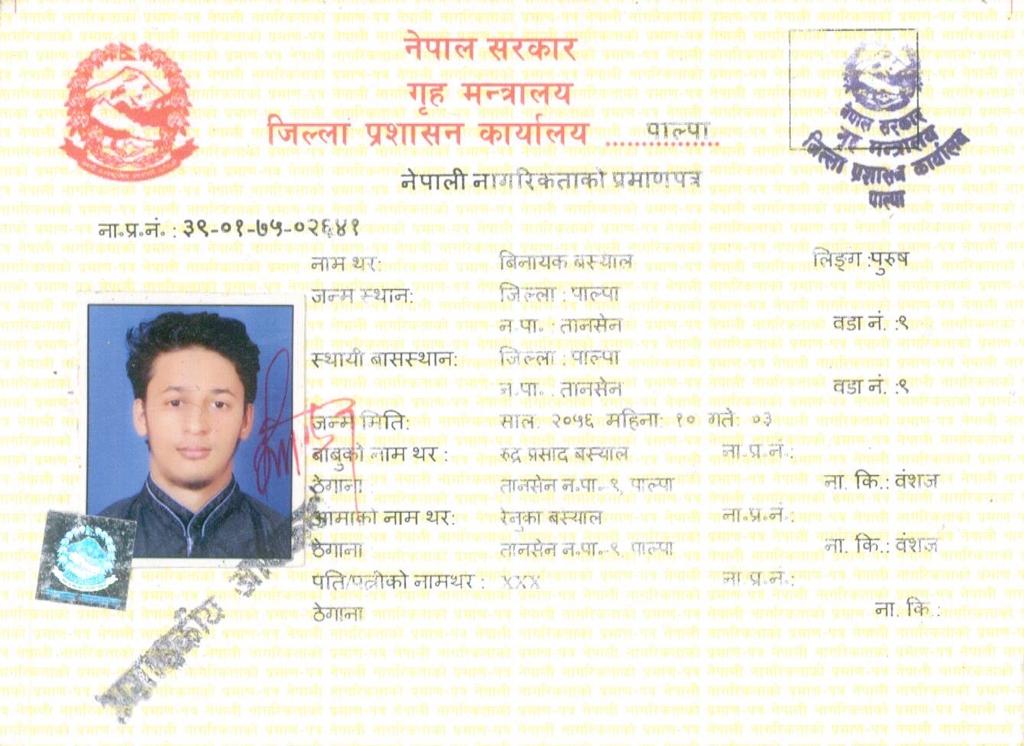 नेपाल सरकार
गृह मन्त्रालय
जिल्ला प्रशासन कार्यालय पाल्पा
नेपाल सरकार
गृह मन्त्रालय
जिल्ला प्रशासन कार्यालय
पाल्पा
नेपाली नागरिकताको प्रमाणपत्र
ना.प्र.नं. : ३९-०१-७५-०२६४१
नाम थर: बिनायक बस्याल लिङ्ग :पुरुष
जन्म स्थान: जिल्ला : पाल्पा
न.पा. : तानसेन वडा नं. :९
स्थायी बासस्थान: जिल्ला : पाल्पा
न.पा. : तानसेन वडा नं. :९
जन्म मिति: साल: २०५६ महिना: १० गते: ०३
बाबुको नाम थर : रुद्र प्रसाद बस्याल ना.प्र.नं.:
ठेगाना: तानसेन न.पा.-९, पाल्पा ना. कि.: वंशज
आमाको नाम थर: रेनुका बस्याल ना.प्र.नं.:
ठेगाना: तानसेन न.पा.-९, पाल्पा ना. कि.: वंशज
पति/पत्नीको नामथर : XXX ना.प्र.नं.:
ठेगाना: ना. कि.: